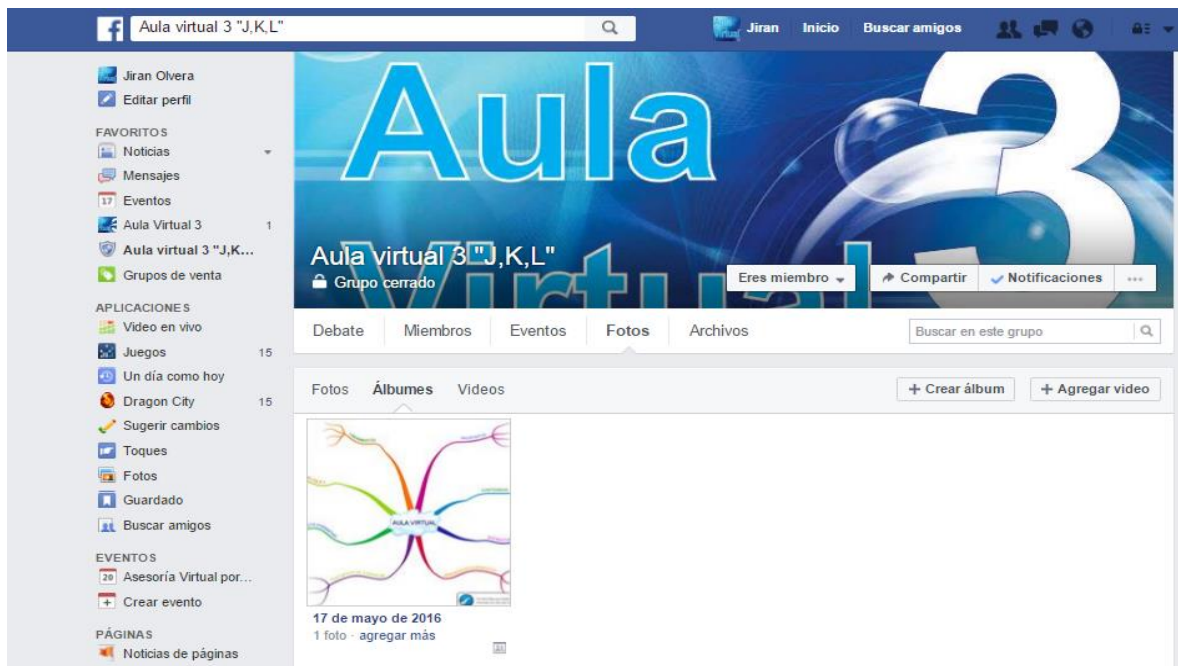 Aula virtual 3 "J,K,L"
Jiran
Inicio
Buscar amigos
Jiran Olvera
Editar perfil
FAVORITOS
Noticias
Mensajes
17 Eventos
Aula Virtual 3 1
Aula virtual 3 "J,K...
Grupos de venta
APLICACIONES
Video en vivo
Juegos 15
Un día como hoy
Dragon City 15
Sugerir cambios
Toques
Fotos
Guardado
Buscar amigos
EVENTOS
20 Asesoría Virtual por...
Crear evento
PÁGINAS
Noticias de páginas
Aula 3
Virtual
Aula virtual 3 "J,K,L"
Grupo cerrado
Eres miembro
Compartir
Notificaciones
Debate Miembros Eventos Fotos Archivos
Buscar en este grupo
Fotos Álbumes Videos
+ Crear álbum
+ Agregar video
AULA VIRTUAL
17 de mayo de 2016
1 foto · agregar más